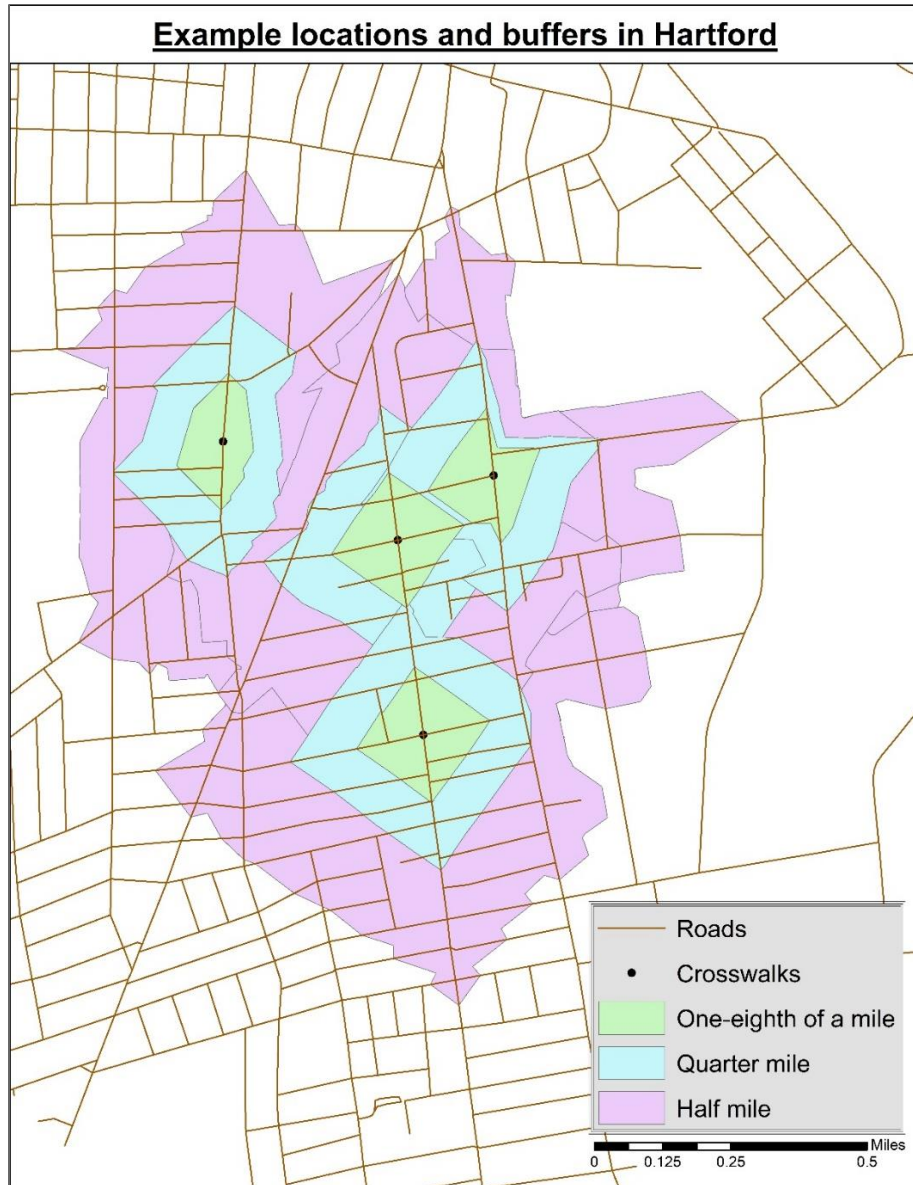 Example locations and buffers in Hartford
Roads
Crosswalks
One-eighth of a mile
Quarter mile
Half mile
Miles
0 0.125 0.25 0.5